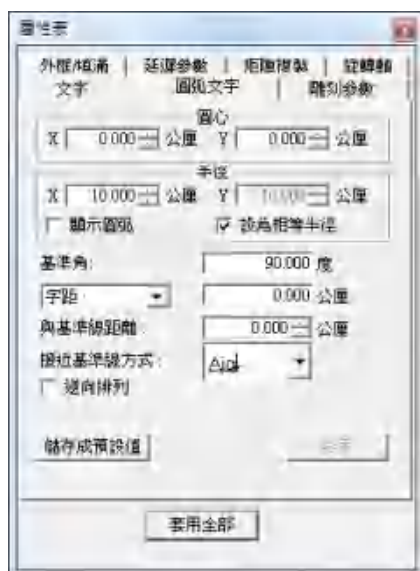 屬性表
外框/填滿 | 延遲參數 | 矩陣複製 | 旋轉軸
文字 | 圓弧文字 | 雕刻參數
圓心
X 0.000 公厘 Y 0.000 公厘
半徑
X 10.000 公厘 Y 10.000 公厘
顯示圓弧 設為相等半徑
基準角: 90.000 度
字距 0.000 公厘
與基準線距離: 0.000 公厘
接近基準線方式:
逆向排列
儲存成預設值
套用全部